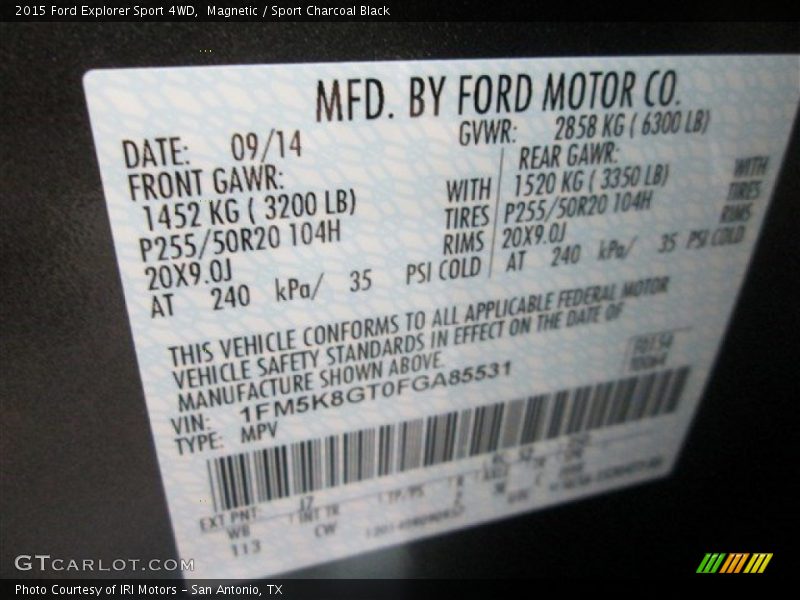 2015 Ford Explorer Sport 4WD, Magnetic / Sport Charcoal Black
MFD. BY FORD MOTOR CO.
DATE: 09/14 GVWR: 2858 KG ( 6300 LB)
FRONT GAWR: REAR GAWR:
1452 KG ( 3200 LB) WITH 1520 KG ( 3350 LB) WITH
P255/50R20 104H TIRES P255/50R20 104H TIRES
20X9.0J RIMS 20X9.0J RIMS
AT 240 kPa/ 35 PSI COLD AT 240 kPa/ 35 PSI COLD
THIS VEHICLE CONFORMS TO ALL APPLICABLE FEDERAL MOTOR
VEHICLE SAFETY STANDARDS IN EFFECT ON THE DATE OF
MANUFACTURE SHOWN ABOVE.
VIN: 1FM5K8GT0FGA85531
TYPE: MPV
EXT PNT: J7
WB INT TR TP/PS R
113 CW
GTCARLOT.COM
Photo Courtesy of IRI Motors – San Antonio, TX